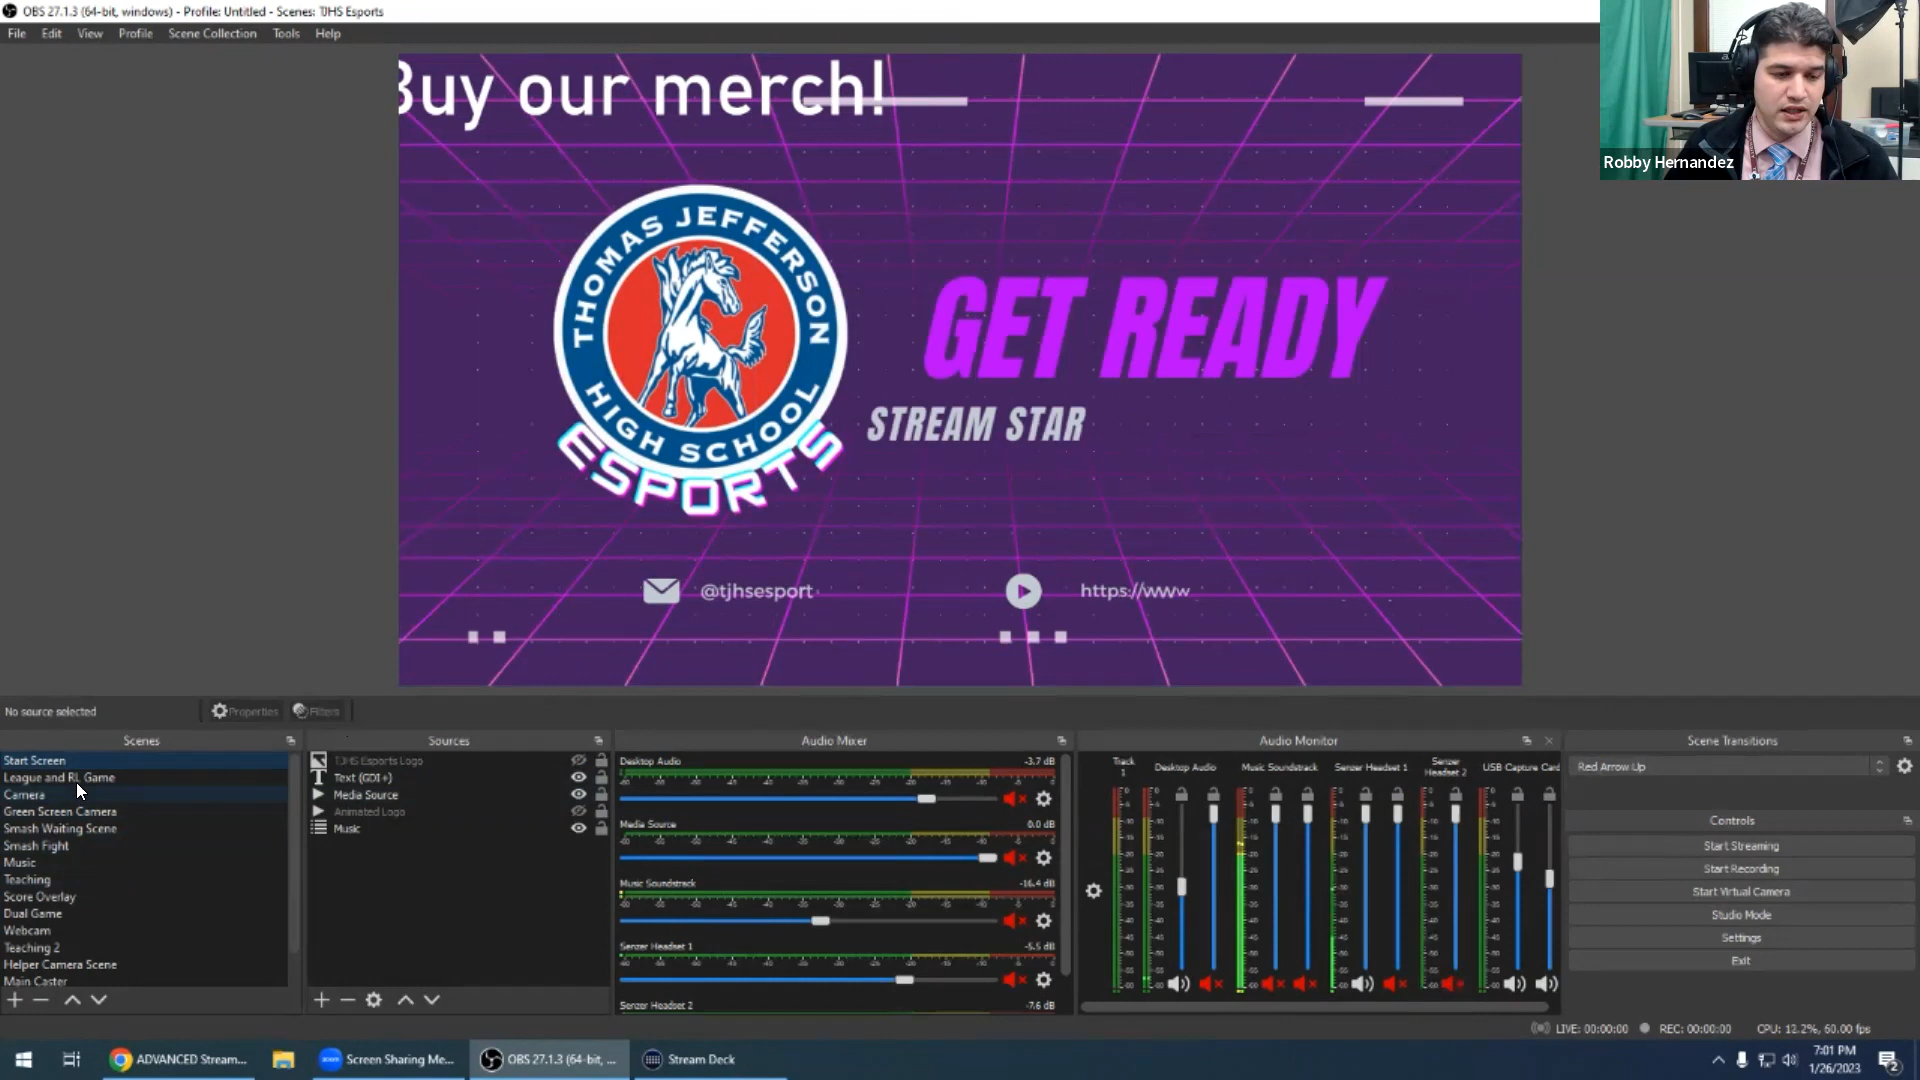 OBS 27.1.3 (64-bit, windows) - Profile: Untitled - Scenes: TJHS Esports
File Edit View Profile Scene Collection Tools Help
Robby Hernandez
Buy our merch!
THOMAS JEFFERSON
HIGH SCHOOL
ESPORTS
GET READY
STREAM STAR
@tjhsesport
https://www
No source selected
Properties
Filters
Scenes
Start Screen
League and RL Game
Camera
Green Screen Camera
Smash Waiting Scene
Smash Fight
Music
Teaching
Score Overlay
Dual Game
Webcam
Teaching 2
Helper Camera Scene
Main Caster
Sources
TJHS Esports Logo
Text (GDI+)
Media Source
Animated Logo
Music
Audio Mixer
Desktop Audio -3.7 dB
Media Source 0.0 dB
Music Soundtrack -16.4 dB
Senzer Headset 1 -5.5 dB
Senzer Headset 2 -7.6 dB
Audio Monitor
Track 1
Desktop Audio
Music Soundtrack
Senzer Headset 1
Senzer Headset 2
USB Capture Card
Scene Transitions
Red Arrow Up
Controls
Start Streaming
Start Recording
Start Virtual Camera
Studio Mode
Settings
Exit
LIVE: 00:00:00 REC: 00:00:00 CPU: 12.2%, 60.00 fps
ADVANCED Stream...
zoom
Screen Sharing Me...
OBS 27.1.3 (64-bit, ...
Stream Deck
7:01 PM
1/26/2023
2